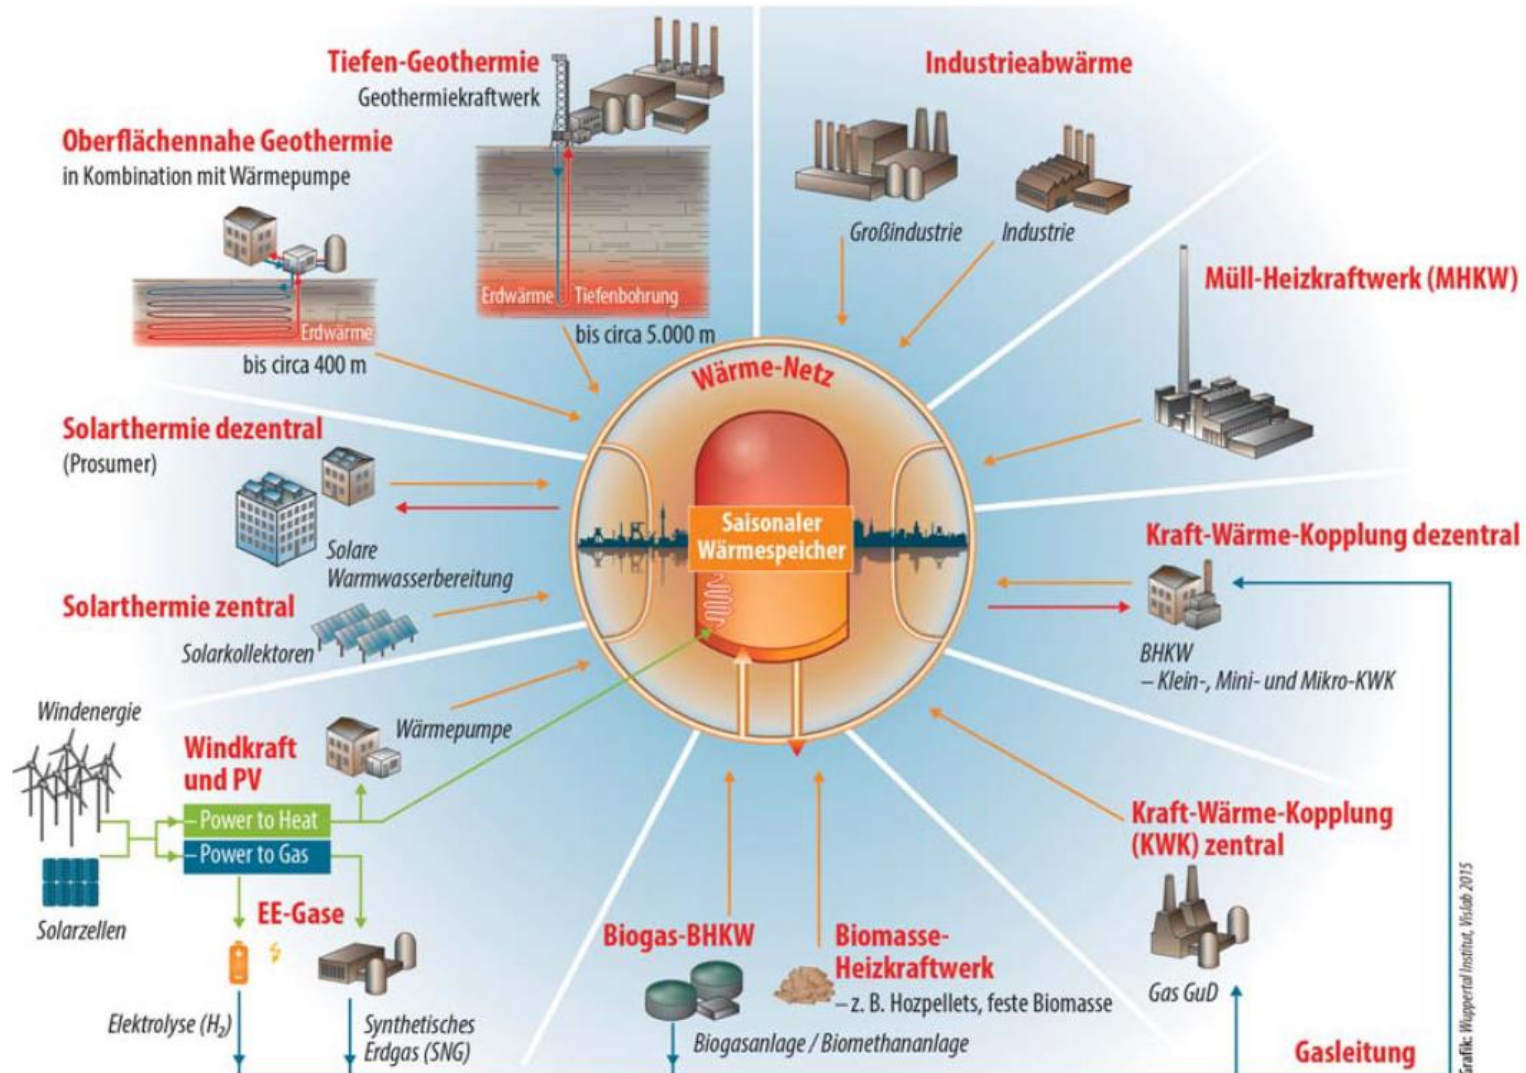 Tiefen-Geothermie
Geothermiekraftwerk
Industrieabwärme
Oberflächennahe Geothermie
in Kombination mit Wärmepumpe
Großindustrie
Industrie
Müll-Heizkraftwerk (MHKW)
Erdwärme
Tiefenbohrung
bis circa 5.000 m
Erdwärme
bis circa 400 m
Wärme-Netz
Solarthermie dezentral
(Prosumer)
Solare
Warmwasserbereitung
Saisonaler
Wärmespeicher
Kraft-Wärme-Kopplung dezentral
BHKW
– Klein-, Mini- und Mikro-KWK
Solarthermie zentral
Solarkollektoren
Windenergie
Wärmepumpe
Windkraft
und PV
– Power to Heat
– Power to Gas
Solarzellen
EE-Gase
Elektrolyse (H₂)
Synthetisches
Erdgas (SNG)
Biogas-BHKW
Biomasse-
Heizkraftwerk
– z. B. Hozpellets, feste Biomasse
Biogasanlage / Biomethananlage
Kraft-Wärme-Kopplung
(KWK) zentral
Gas GuD
Gasleitung
Grafik: Wuppertal Institut, Vislab 2015